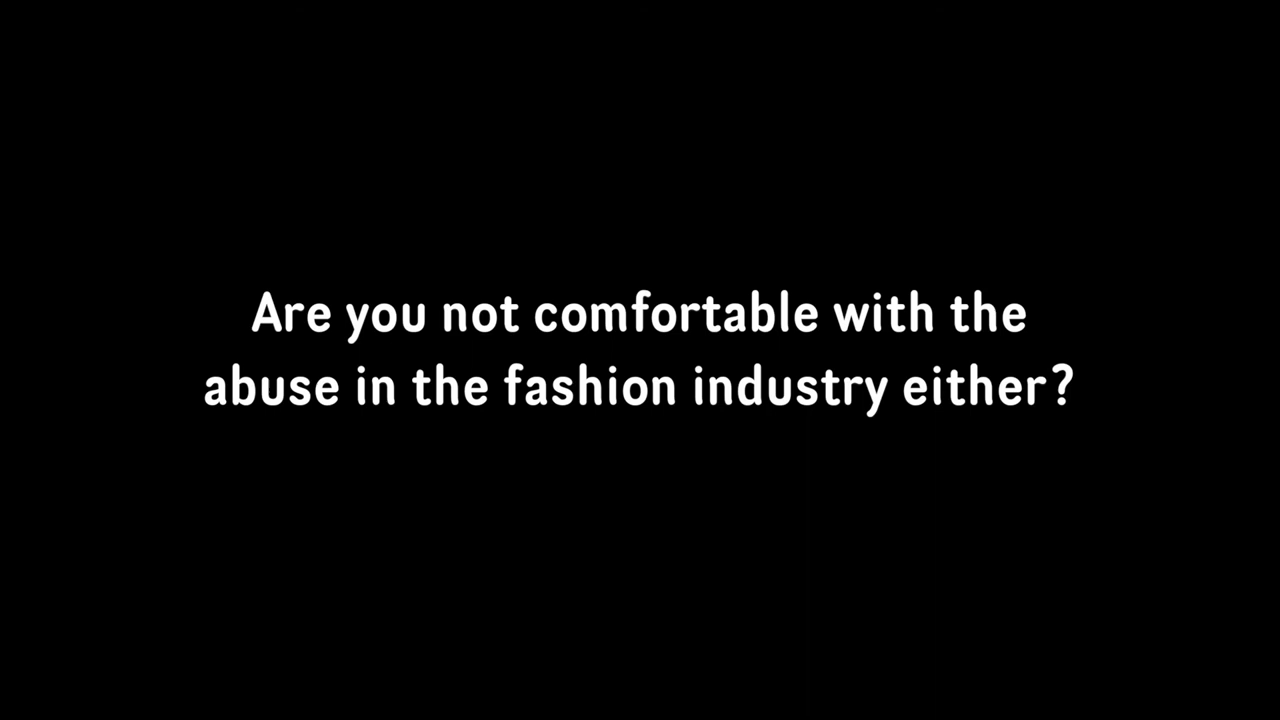 Are you not comfortable with the
abuse in the fashion industry either?